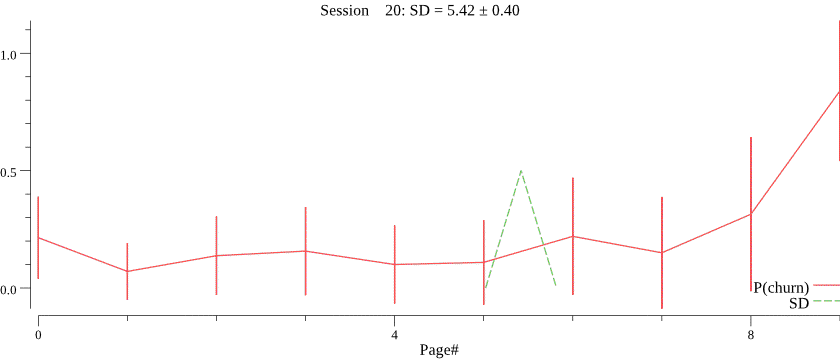 Session 20: SD = 5.42 ± 0.40
1.0
0.5
0.0
P(churn)
SD
0 4 8
Page#